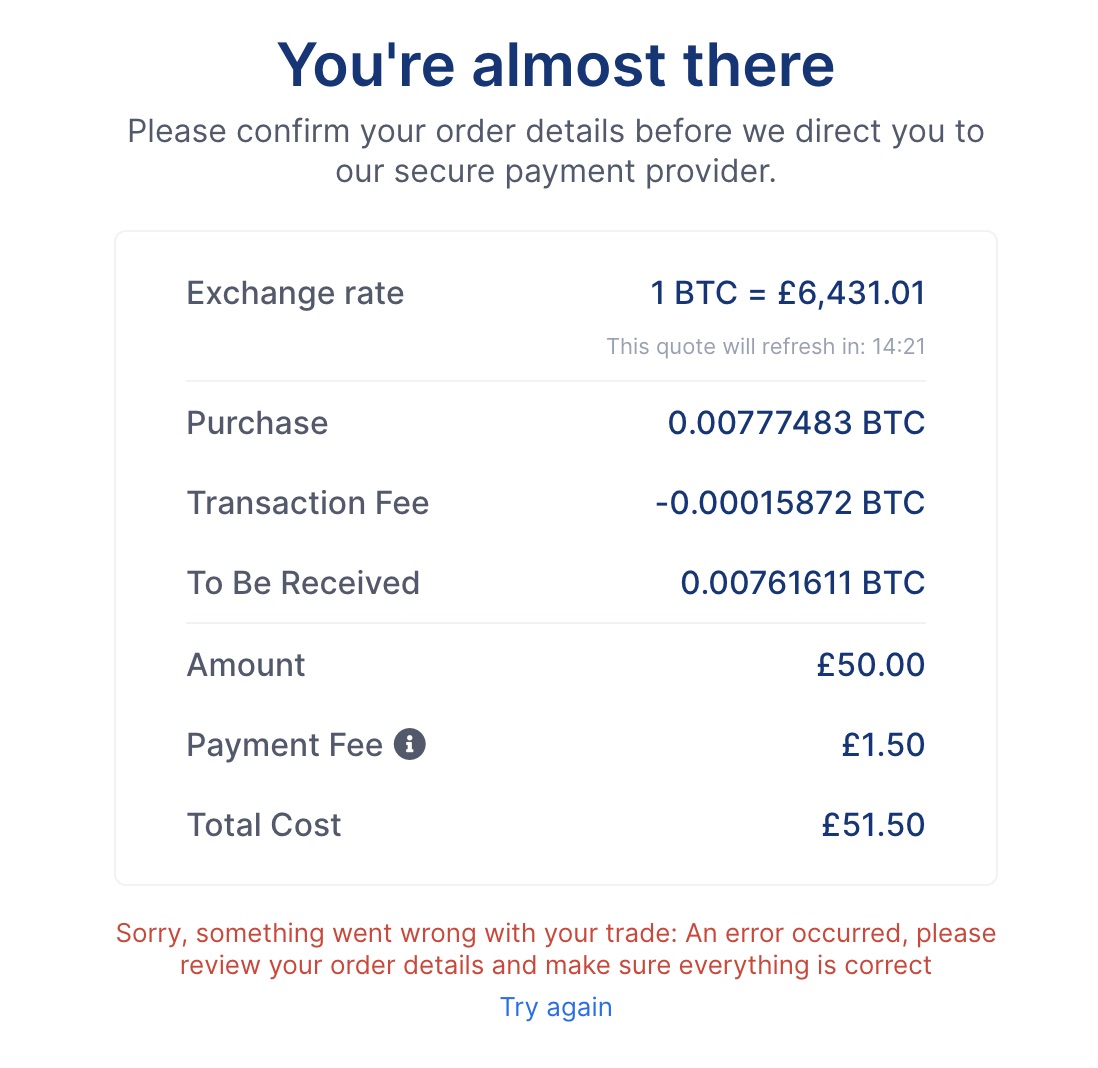 You're almost there
Please confirm your order details before we direct you to
our secure payment provider.
Exchange rate 1 BTC = £6,431.01
This quote will refresh in: 14:21
Purchase 0.00777483 BTC
Transaction Fee -0.00015872 BTC
To Be Received 0.00761611 BTC
Amount £50.00
Payment Fee £1.50
Total Cost £51.50
Sorry, something went wrong with your trade: An error occurred, please
review your order details and make sure everything is correct
Try again